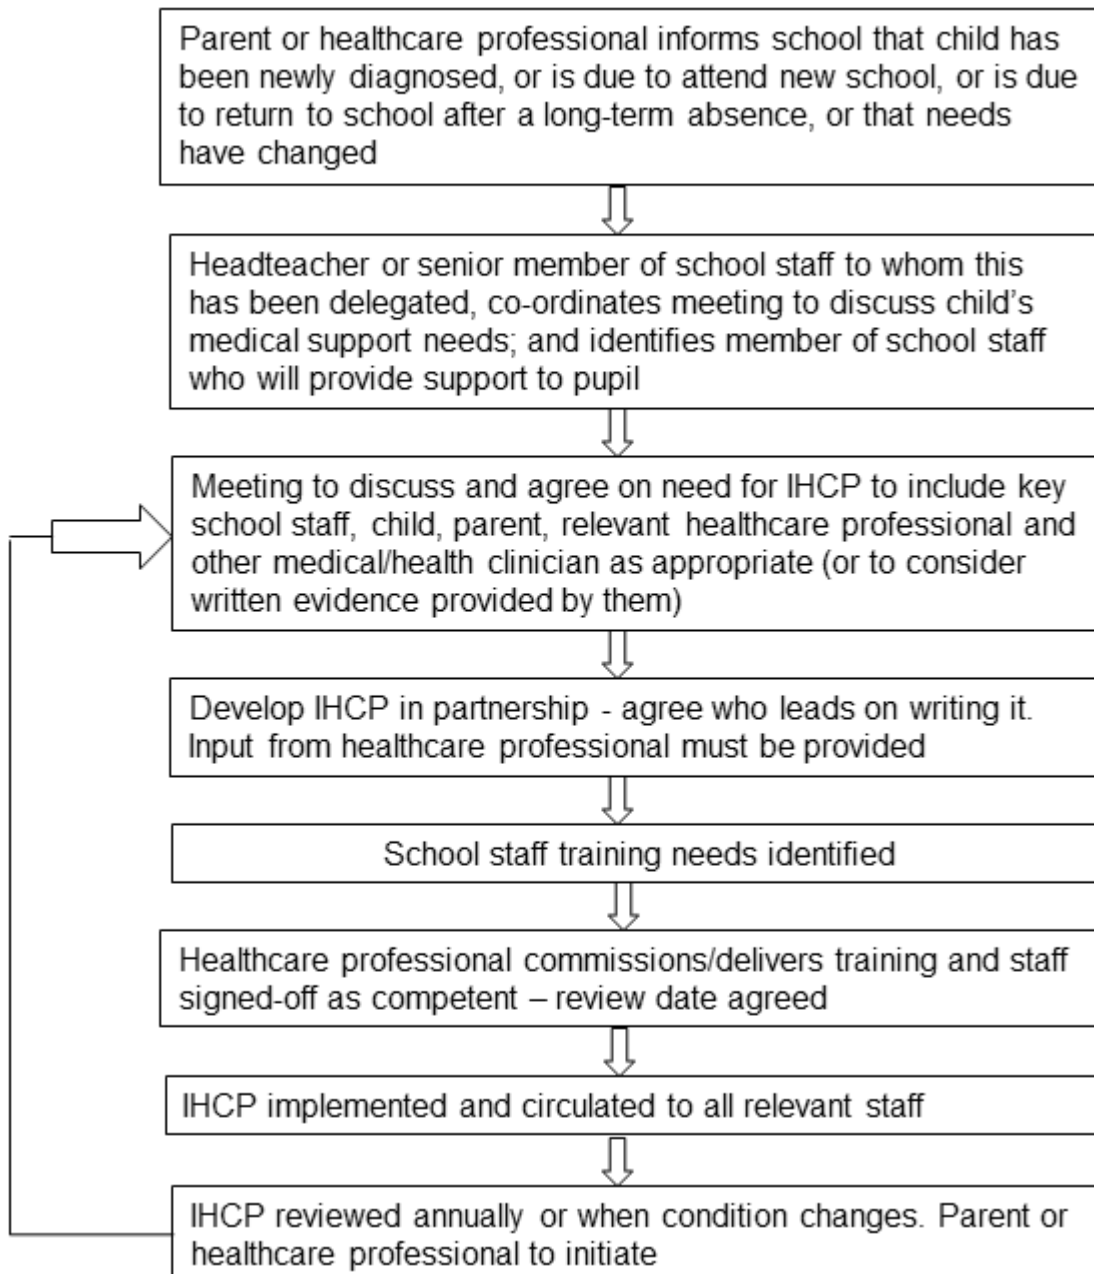 Parent or healthcare professional informs school that child has
been newly diagnosed, or is due to attend new school, or is due
to return to school after a long-term absence, or that needs
have changed
Headteacher or senior member of school staff to whom this
has been delegated, co-ordinates meeting to discuss child's
medical support needs; and identifies member of school staff
who will provide support to pupil
Meeting to discuss and agree on need for IHCP to include key
school staff, child, parent, relevant healthcare professional and
other medical/health clinician as appropriate (or to consider
written evidence provided by them)
Develop IHCP in partnership - agree who leads on writing it.
Input from healthcare professional must be provided
School staff training needs identified
Healthcare professional commissions/delivers training and staff
signed-off as competent – review date agreed
IHCP implemented and circulated to all relevant staff
IHCP reviewed annually or when condition changes. Parent or
healthcare professional to initiate